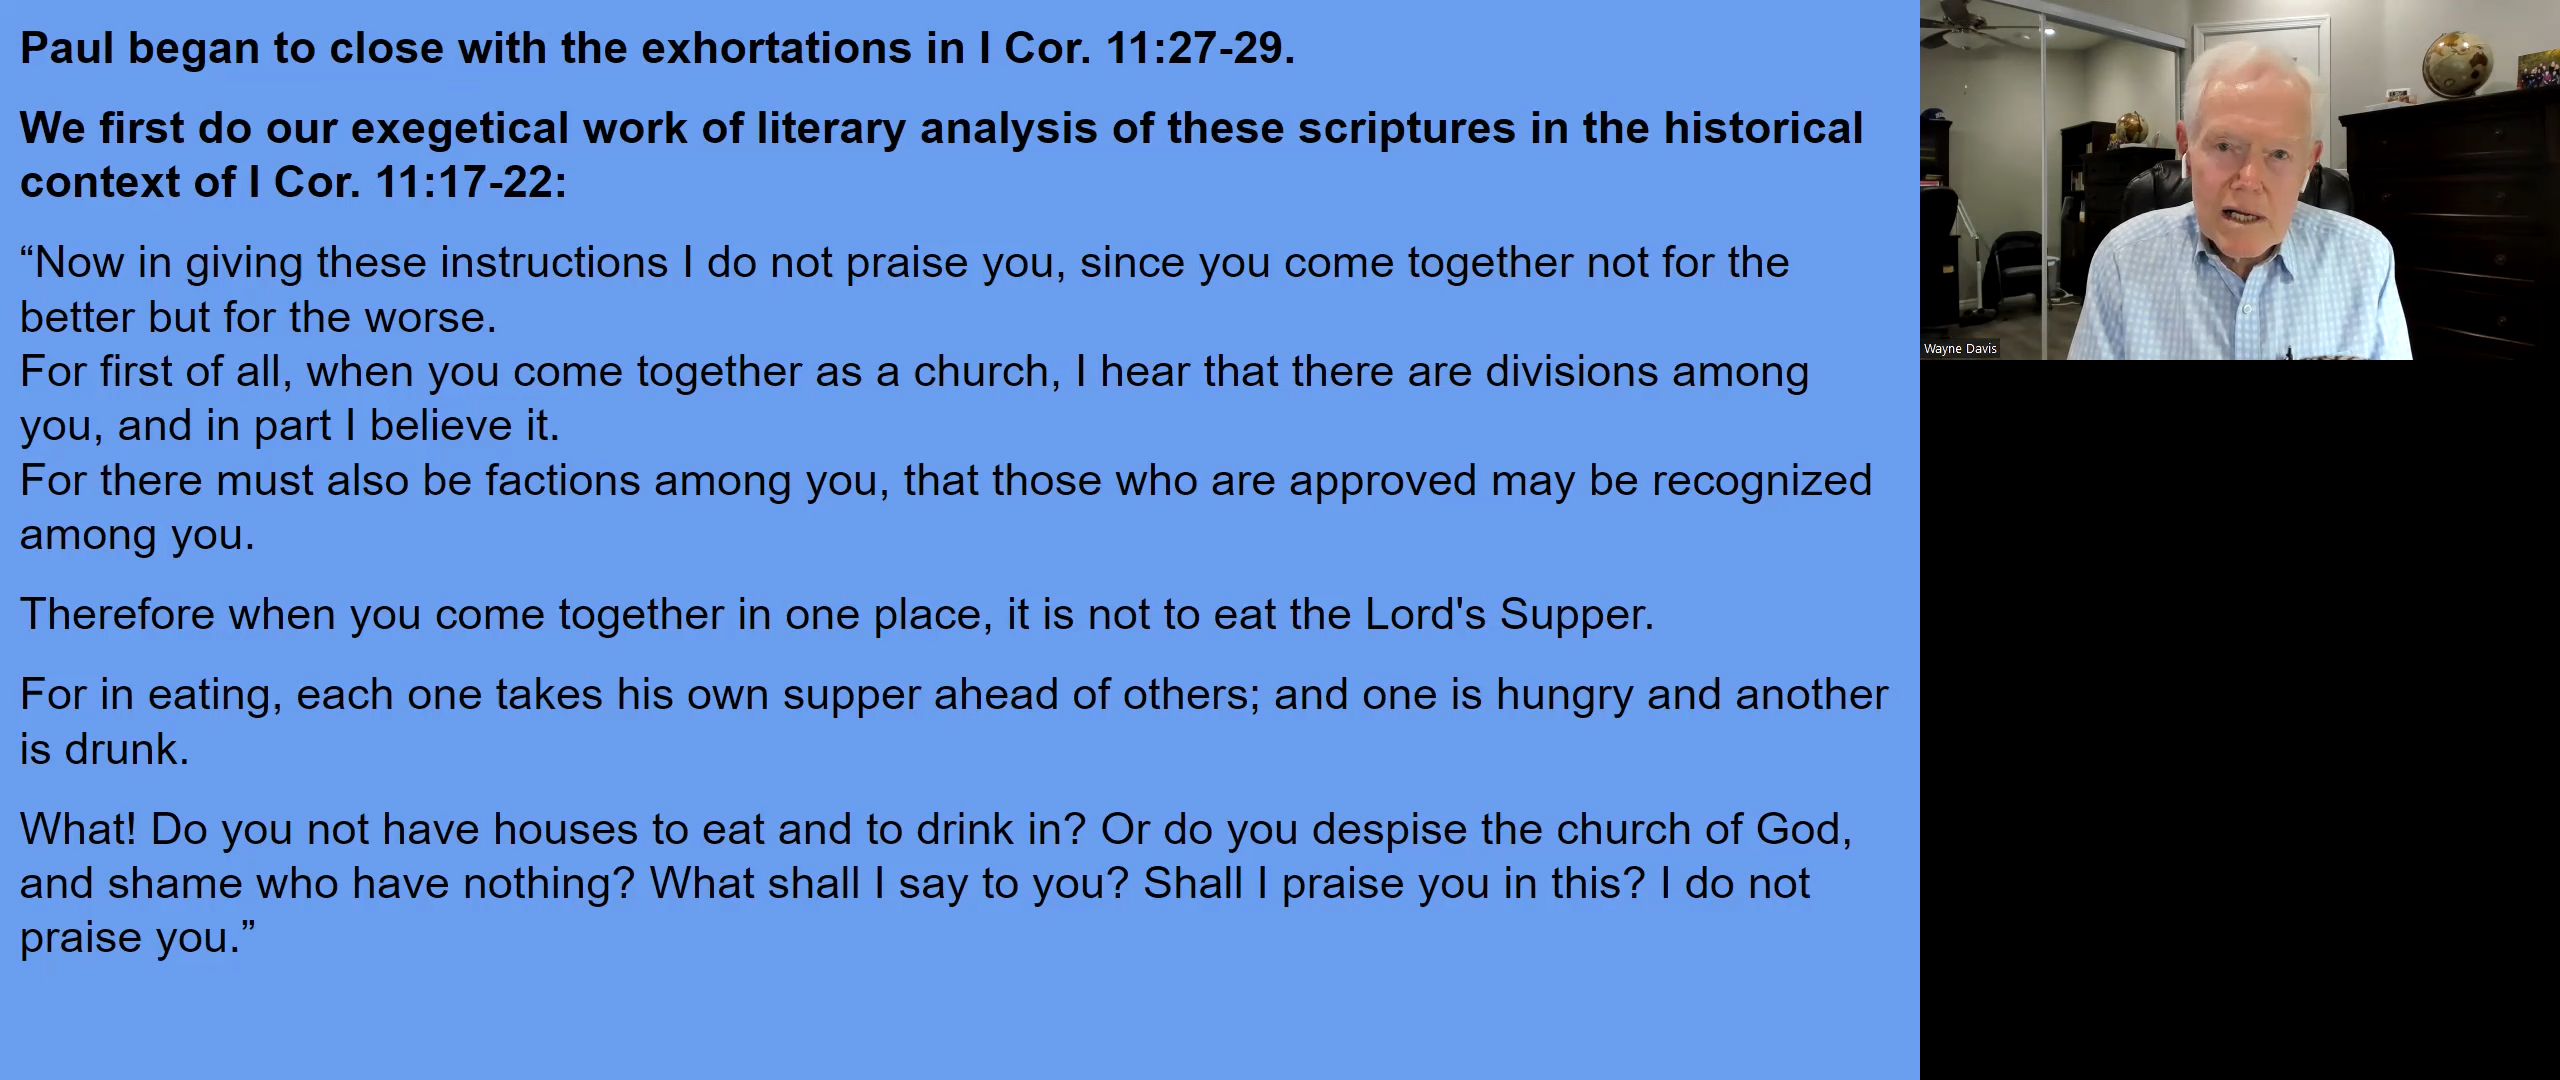 Paul began to close with the exhortations in I Cor. 11:27-29.
We first do our exegetical work of literary analysis of these scriptures in the historical
context of I Cor. 11:17-22:
“Now in giving these instructions I do not praise you, since you come together not for the
better but for the worse.
For first of all, when you come together as a church, I hear that there are divisions among
you, and in part I believe it.
For there must also be factions among you, that those who are approved may be recognized
among you.
Therefore when you come together in one place, it is not to eat the Lord's Supper.
For in eating, each one takes his own supper ahead of others; and one is hungry and another
is drunk.
What! Do you not have houses to eat and to drink in? Or do you despise the church of God,
and shame who have nothing? What shall I say to you? Shall I praise you in this? I do not
praise you.”
Wayne Davis